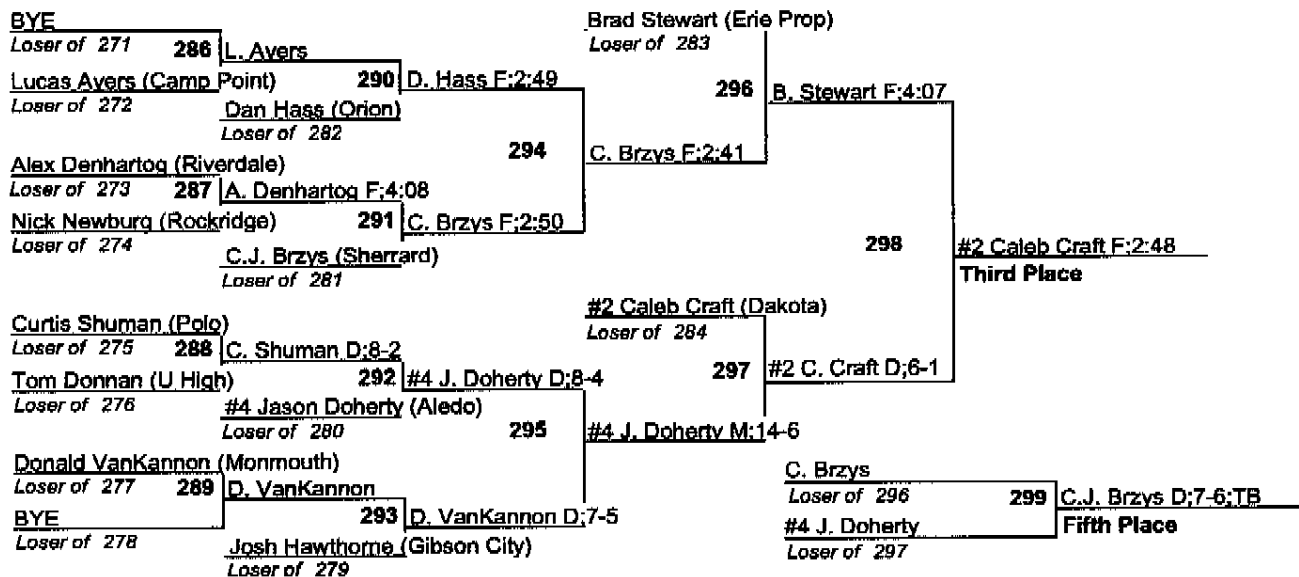 BYE
Loser of 271
286
L. Avers
Lucas Avers (Camp Point)
Loser of 272
290
D. Hass F;2:49
Dan Hass (Orion)
Loser of 282
Alex Denhartog (Riverdale)
Loser of 273
287
A. Denhartog F;4:08
Nick Newburg (Rockridge)
Loser of 274
291
C. Brzys F;2:50
C.J. Brzys (Sherrard)
Loser of 281
294
C. Brzys F;2:41
Brad Stewart (Erie Prop)
Loser of 283
296
B. Stewart F;4:07
Curtis Shuman (Polo)
Loser of 275
288
C. Shuman D;8-2
Tom Donnan (U High)
Loser of 276
292
#4 J. Doherty D;8-4
#4 Jason Doherty (Aledo)
Loser of 280
Donald VanKannon (Monmouth)
Loser of 277
289
D. VanKannon
BYE
Loser of 278
293
D. VanKannon D;7-5
Josh Hawthorne (Gibson City)
Loser of 279
295
#4 J. Doherty M;14-6
#2 Caleb Craft (Dakota)
Loser of 284
297
#2 C. Craft D;6-1
298
#2 Caleb Craft F;2:48
Third Place
C. Brzys
Loser of 296
299
C.J. Brzys D;7-6;TB
#4 J. Doherty
Fifth Place
Loser of 297